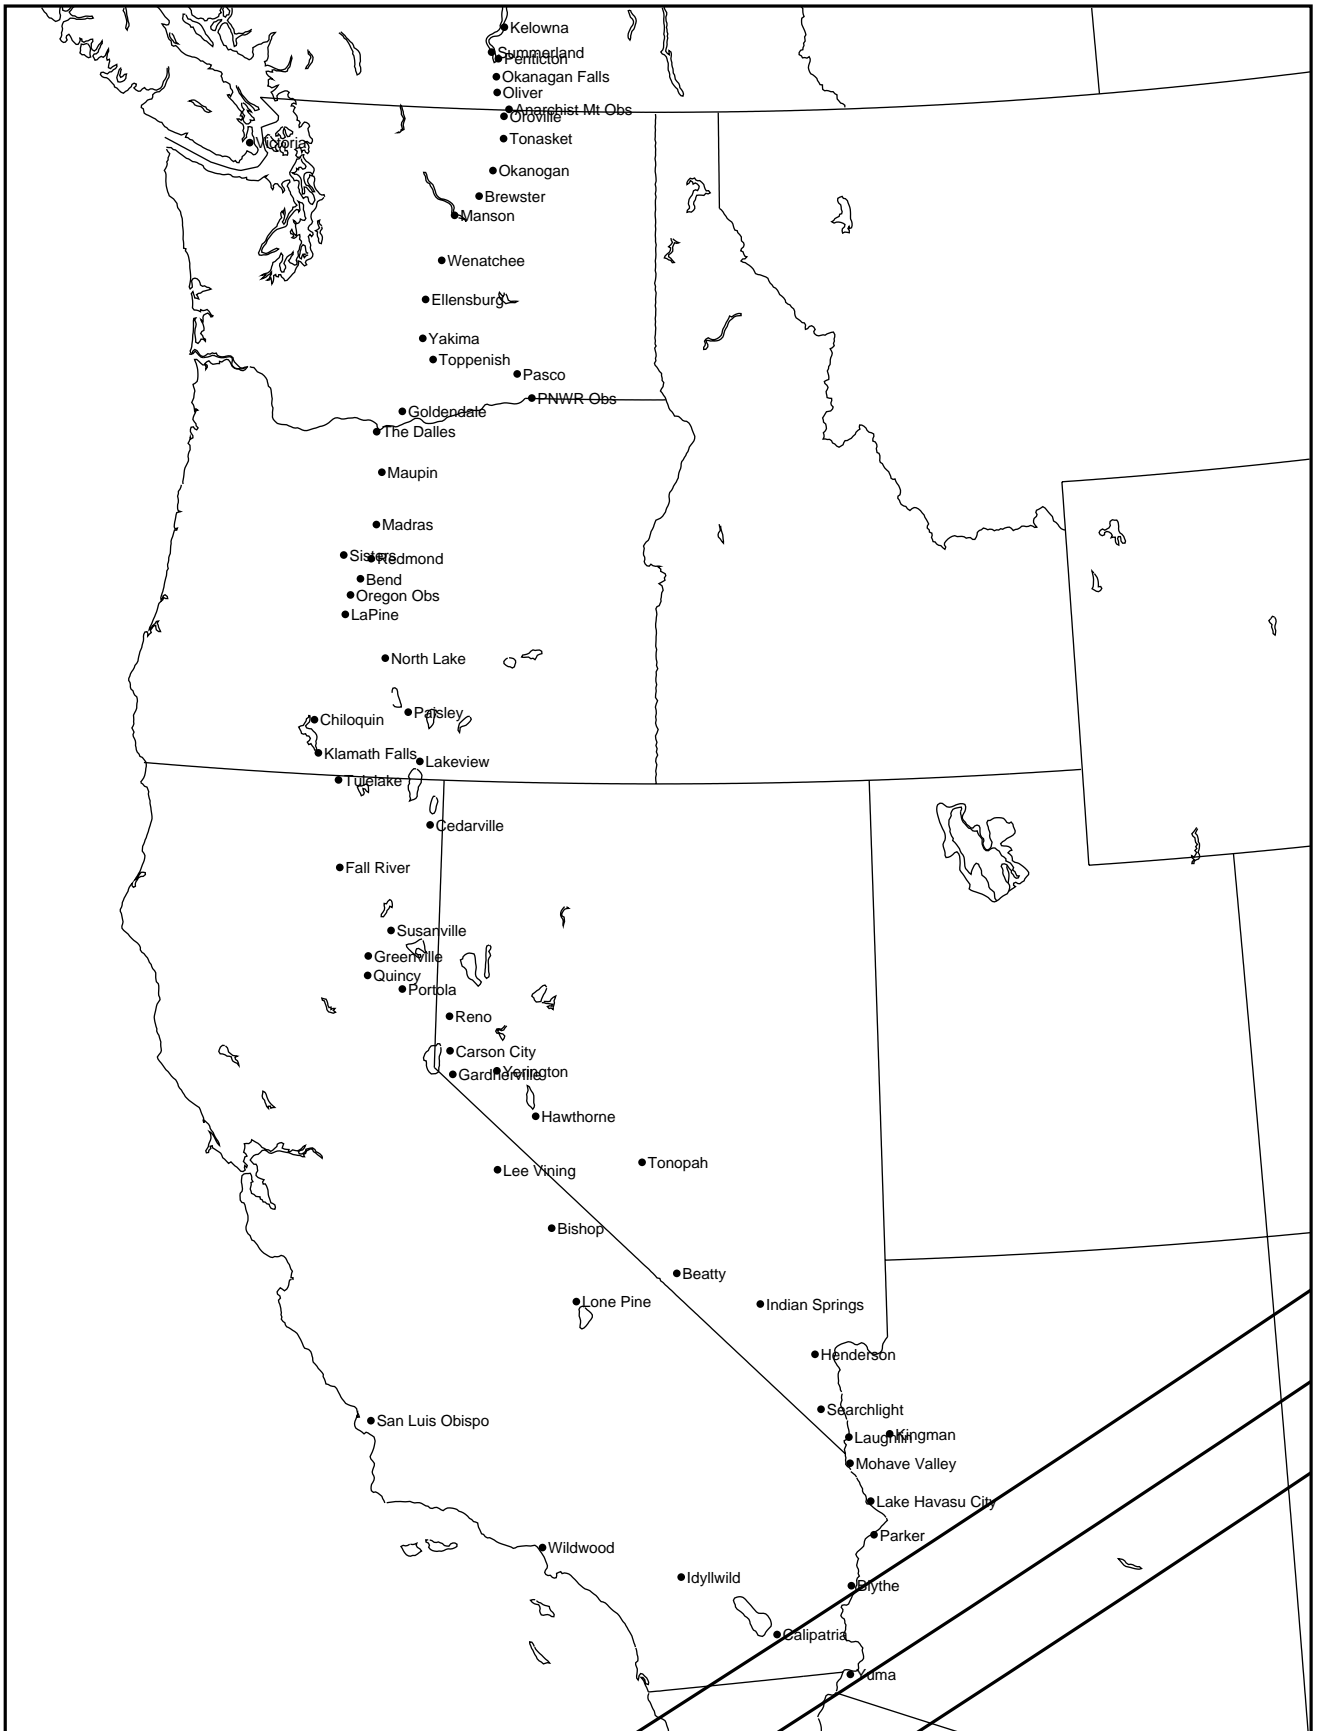 Kelowna
Summerland
Penticton
Okanagan Falls
Oliver
Anarchist Mt Obs
Oroville
Tonasket
Victoria
Okanogan
Brewster
Manson
Wenatchee
Ellensburg
Yakima
Toppenish
Pasco
PNWR Obs
Goldendale
The Dalles
Maupin
Madras
Sisters
Redmond
Bend
Oregon Obs
LaPine
North Lake
Paisley
Chiloquin
Klamath Falls
Lakeview
Tulelake
Cedarville
Fall River
Susanville
Greenville
Quincy
Portola
Reno
Carson City
Yerington
Gardnerville
Hawthorne
Tonopah
Lee Vining
Bishop
Beatty
Lone Pine
Indian Springs
Henderson
Searchlight
San Luis Obispo
Kingman
Laughlin
Mohave Valley
Lake Havasu City
Parker
Wildwood
Idyllwild
Blythe
Calipatria
Yuma